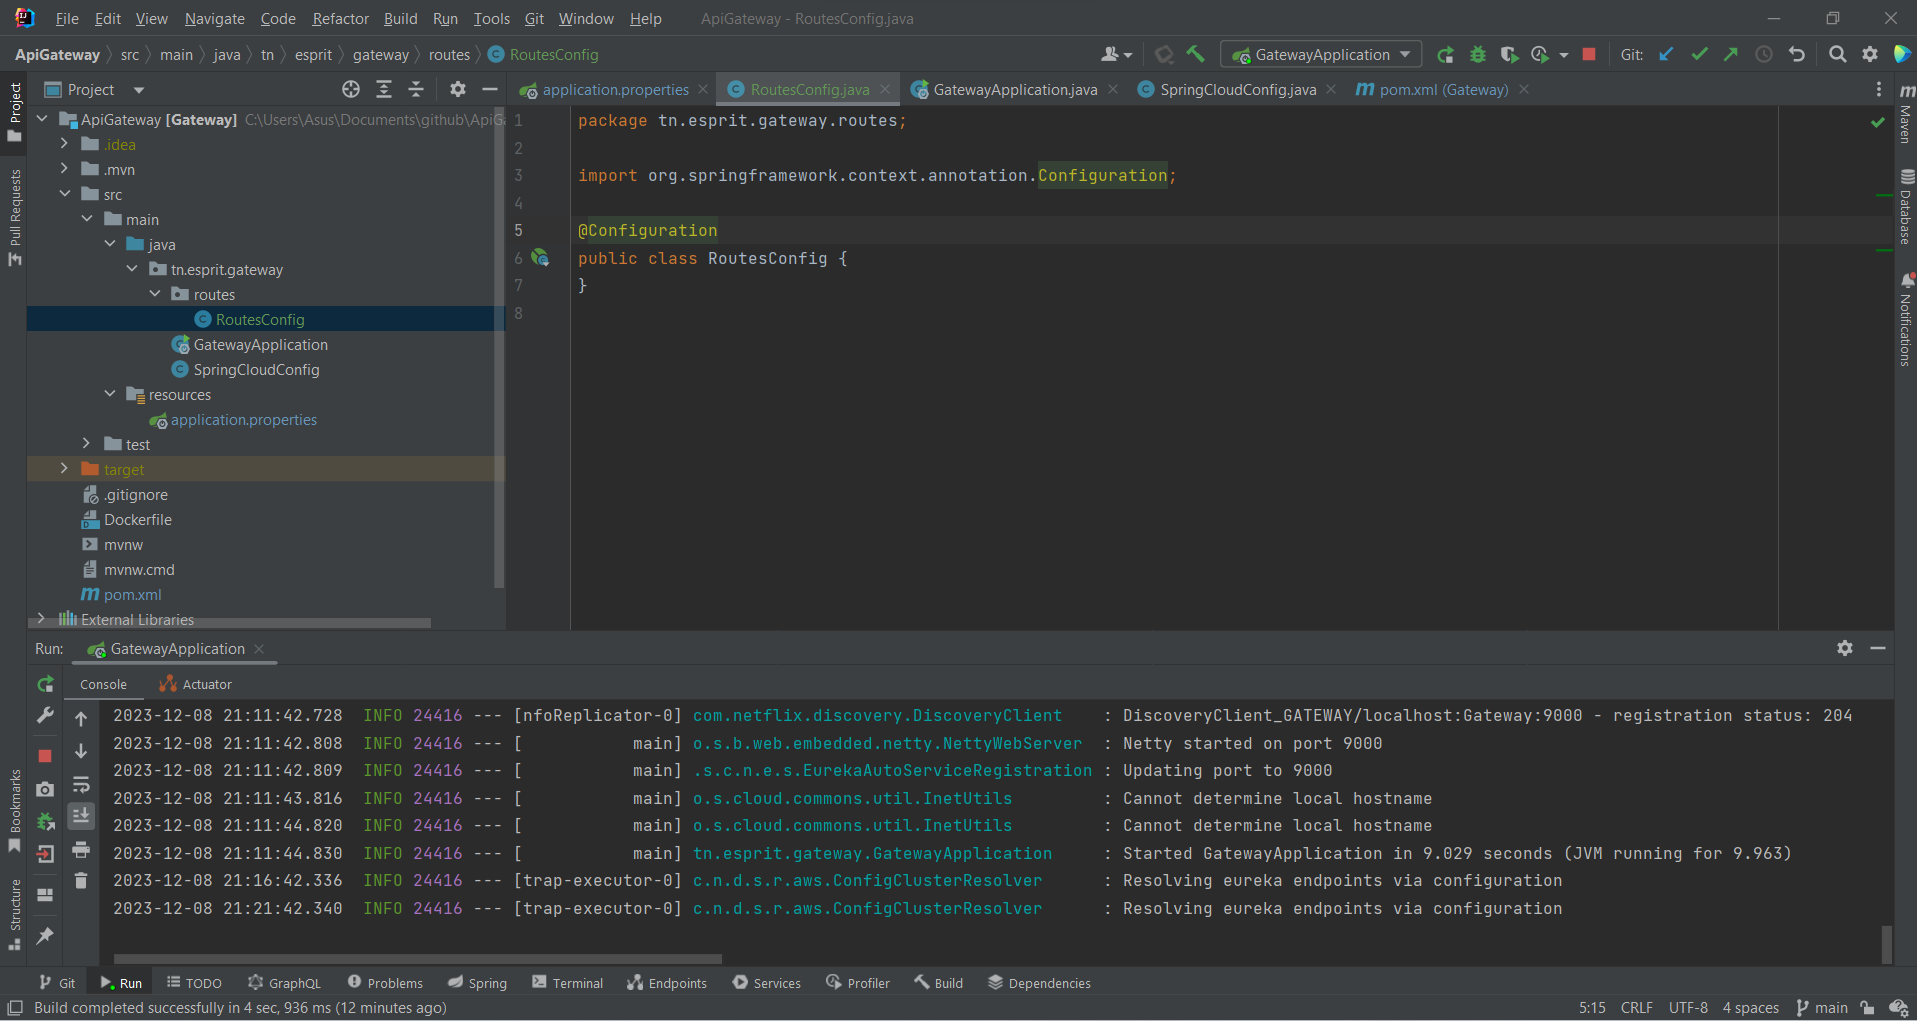 File Edit View Navigate Code Refactor Build Run Tools Git Window Help ApiGateway - RoutesConfig.java
ApiGateway src main java tn esprit gateway routes RoutesConfig GatewayApplication Git:
Project
application.properties RoutesConfig.java GatewayApplication.java SpringCloudConfig.java pom.xml (Gateway)
Project
Pull Requests
Bookmarks
Structure
ApiGateway [Gateway] C:\Users\Asus\Documents\github\ApiG
.idea
.mvn
src
main
java
tn.esprit.gateway
routes
RoutesConfig
GatewayApplication
SpringCloudConfig
resources
application.properties
test
target
.gitignore
Dockerfile
mvnw
mvnw.cmd
pom.xml
External Libraries
1 package tn.esprit.gateway.routes;
2
3 import org.springframework.context.annotation.Configuration;
4
5 @Configuration
6 public class RoutesConfig {
7 }
8
Maven
Database
Notifications
Run: GatewayApplication
Console Actuator
2023-12-08 21:11:42.728 INFO 24416 --- [nfoReplicator-0] com.netflix.discovery.DiscoveryClient : DiscoveryClient_GATEWAY/localhost:Gateway:9000 - registration status: 204
2023-12-08 21:11:42.808 INFO 24416 --- [ main] o.s.b.web.embedded.netty.NettyWebServer : Netty started on port 9000
2023-12-08 21:11:42.809 INFO 24416 --- [ main] .s.c.n.e.s.EurekaAutoServiceRegistration : Updating port to 9000
2023-12-08 21:11:43.816 INFO 24416 --- [ main] o.s.cloud.commons.util.InetUtils : Cannot determine local hostname
2023-12-08 21:11:44.820 INFO 24416 --- [ main] o.s.cloud.commons.util.InetUtils : Cannot determine local hostname
2023-12-08 21:11:44.830 INFO 24416 --- [ main] tn.esprit.gateway.GatewayApplication : Started GatewayApplication in 9.029 seconds (JVM running for 9.963)
2023-12-08 21:16:42.336 INFO 24416 --- [trap-executor-0] c.n.d.s.r.aws.ConfigClusterResolver : Resolving eureka endpoints via configuration
2023-12-08 21:21:42.340 INFO 24416 --- [trap-executor-0] c.n.d.s.r.aws.ConfigClusterResolver : Resolving eureka endpoints via configuration
Git Run TODO GraphQL Problems Spring Terminal Endpoints Services Profiler Build Dependencies
Build completed successfully in 4 sec, 936 ms (12 minutes ago) 5:15 CRLF UTF-8 4 spaces main